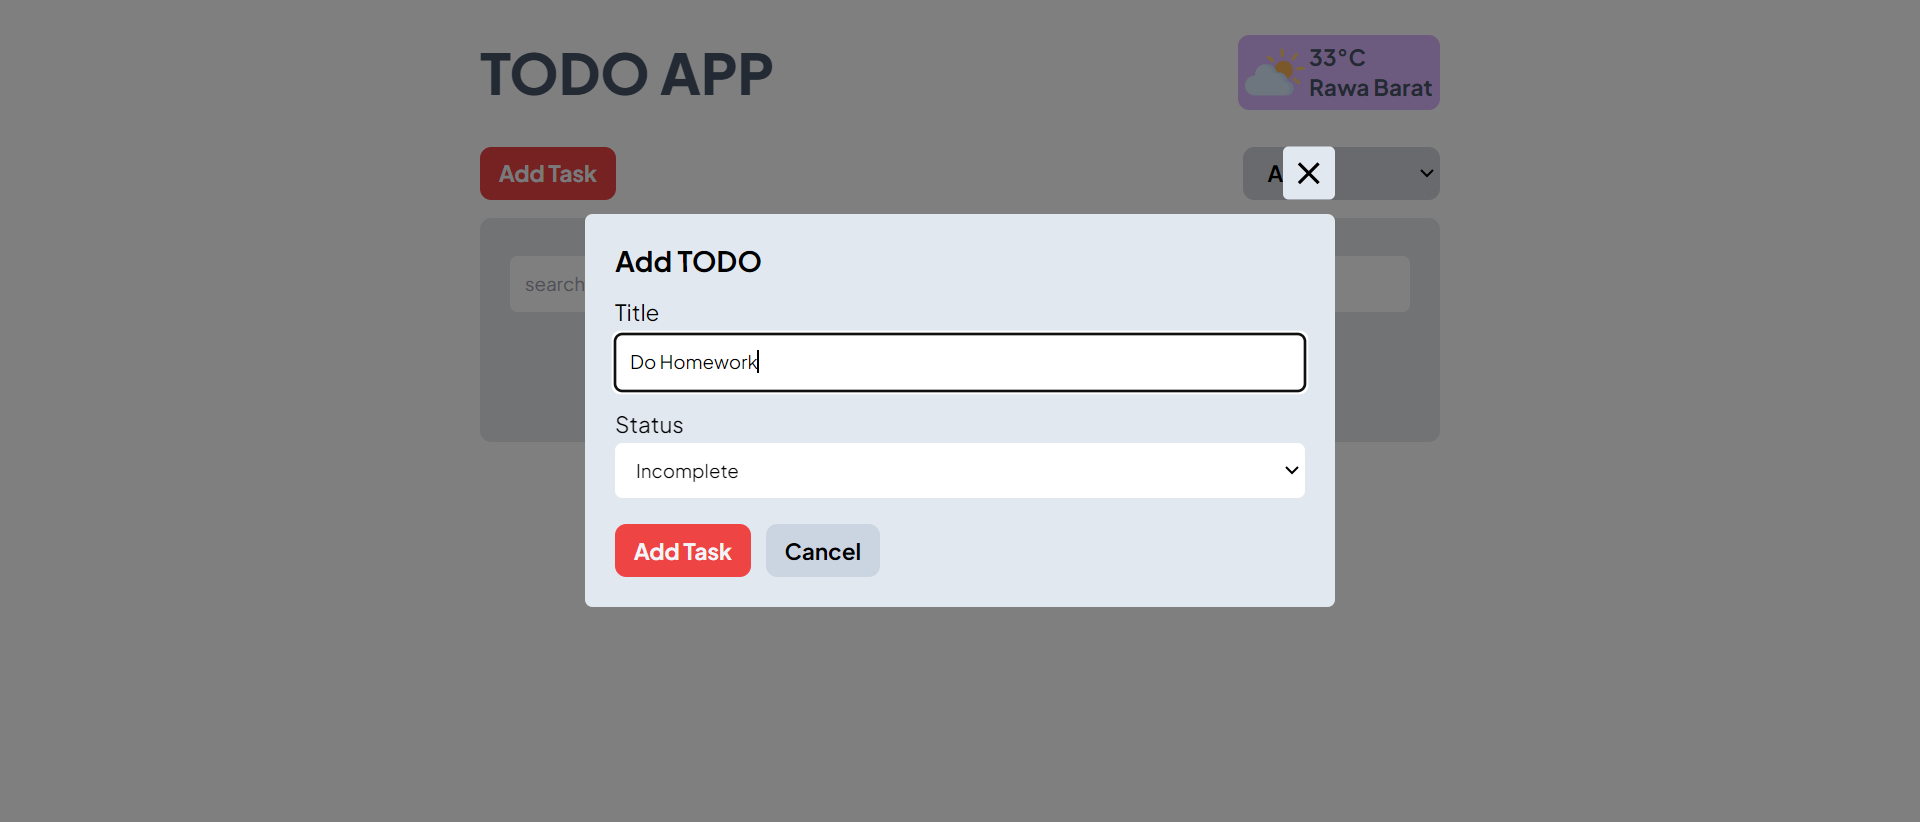 TODO APP
33°C
Rawa Barat
Add Task
search
Add TODO
Title
Do Homework
Status
Incomplete
Add Task
Cancel